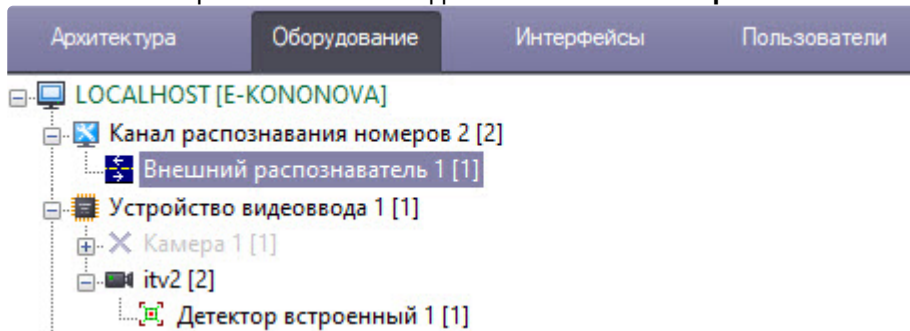 Архитектура Оборудование Интерфейсы Пользователи
LOCALHOST [E-KONONOVA]
Канал распознавания номеров 2 [2]
Внешний распознаватель 1 [1]
Устройство видеоввода 1 [1]
Камера 1 [1]
itv2 [2]
Детектор встроенный 1 [1]